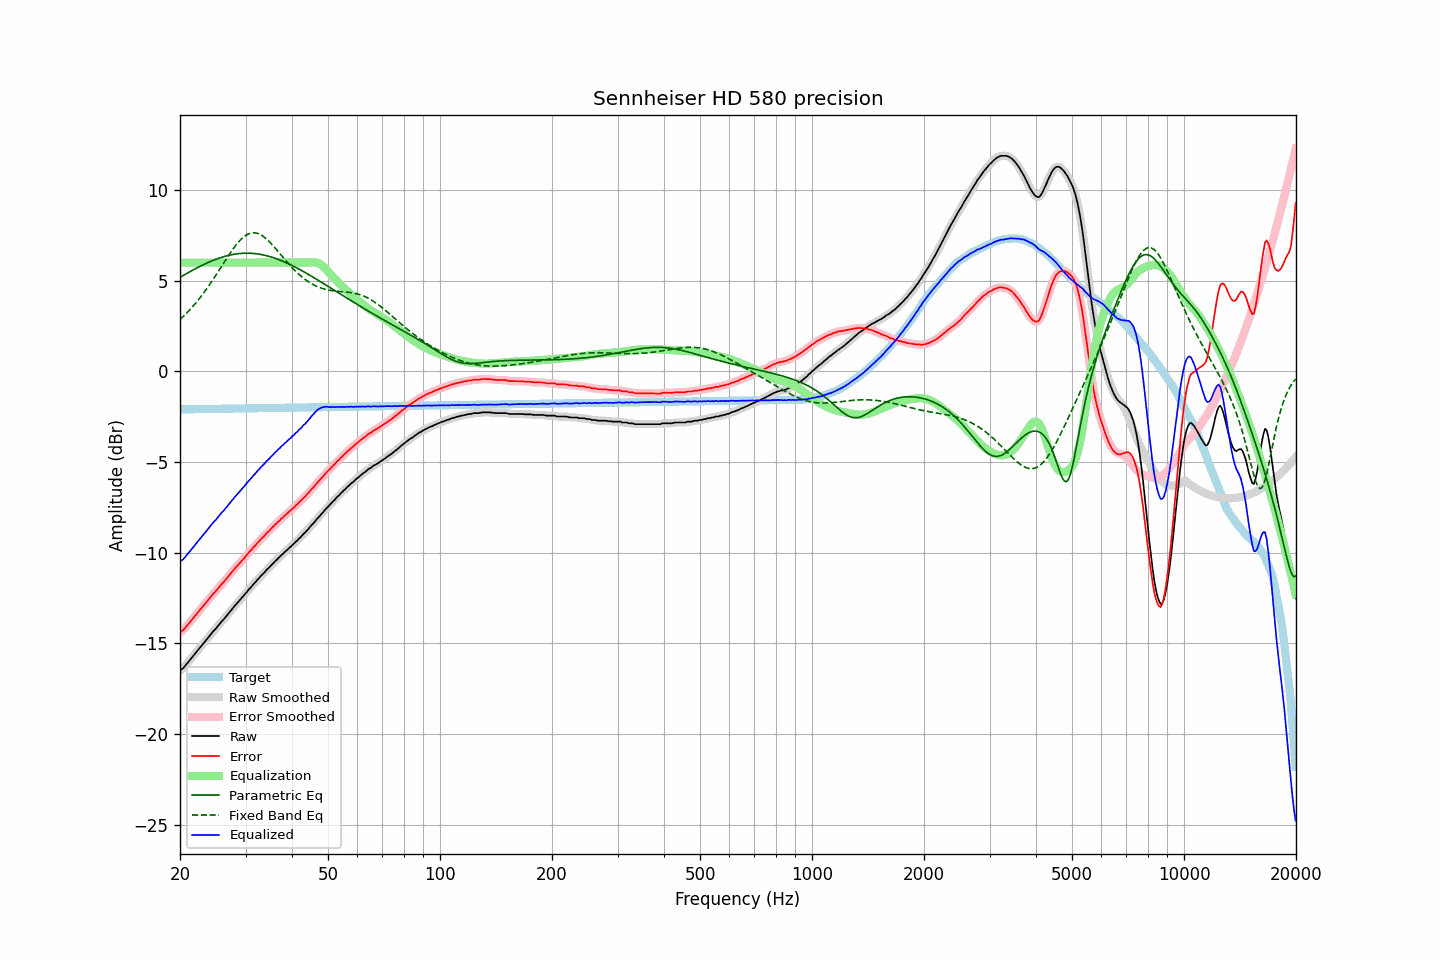 Sennheiser HD 580 precision
Amplitude (dBr)
10
5
0
−5
−10
−15
−20
−25
Target
Raw Smoothed
Error Smoothed
Raw
Error
Equalization
Parametric Eq
Fixed Band Eq
Equalized
20 50 100 200 500 1000 2000 5000 10000 20000
Frequency (Hz)